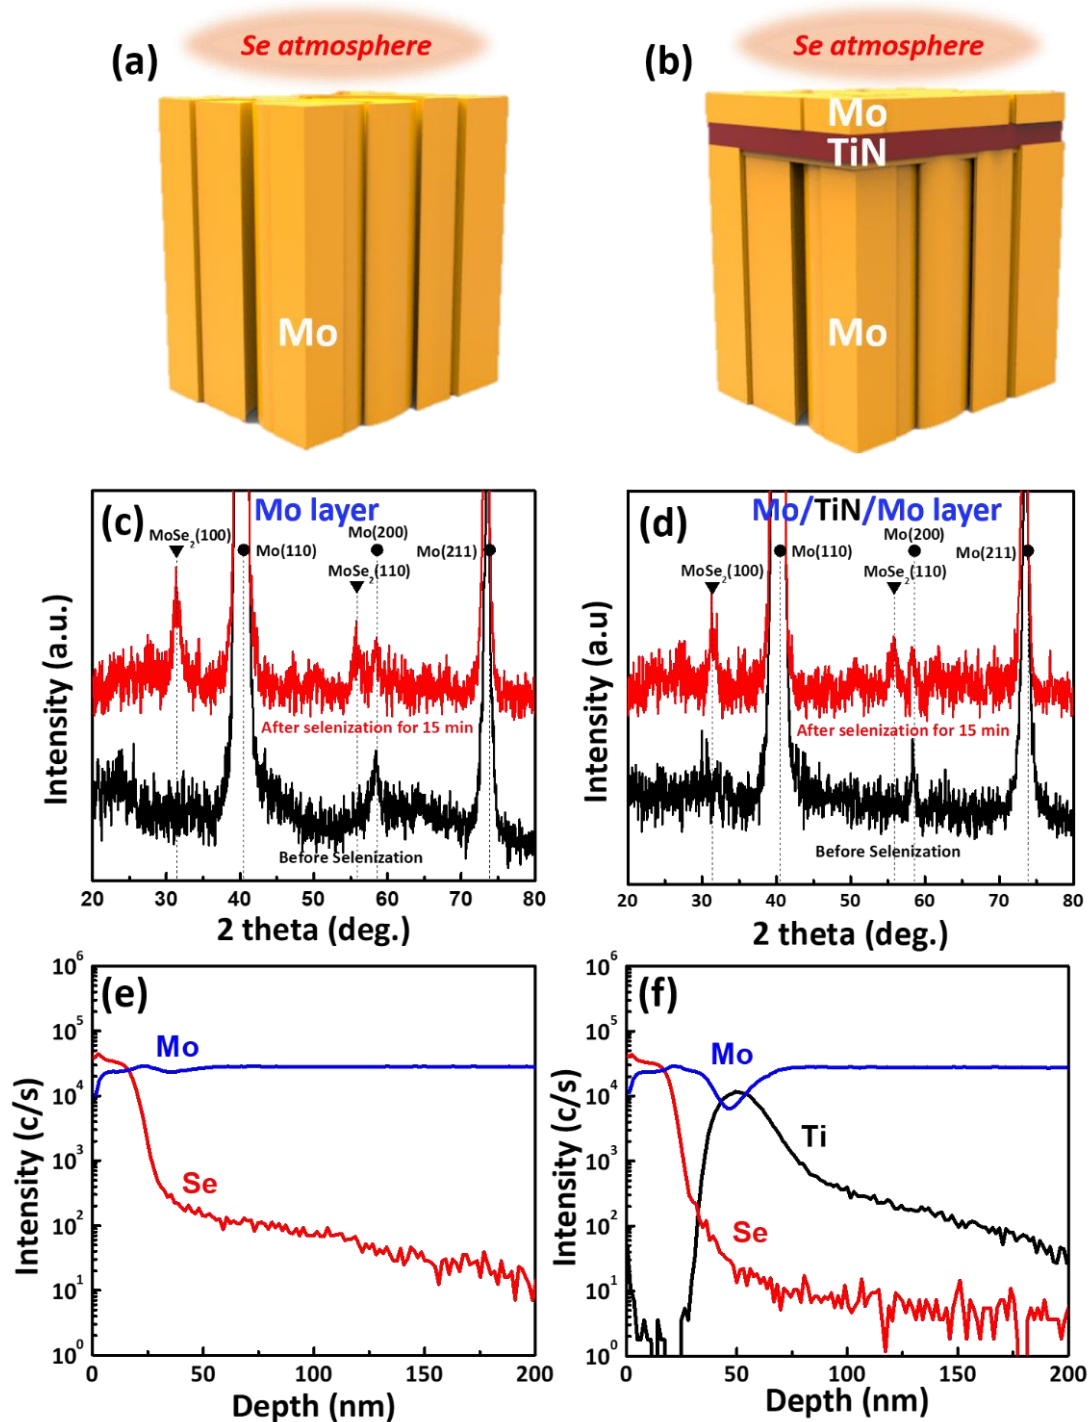 Se atmosphere
(a)
Mo
Se atmosphere
(b)
Mo
TiN
Mo
(c)
Mo layer
MoSe2(100)
Mo(110)
Mo(200)
MoSe2(110)
Mo(211)
After selenization for 15 min
Before Selenization
Intensity (a.u.)
20 30 40 50 60 70 80
2 theta (deg.)
(d)
Mo/TiN/Mo layer
MoSe2(100)
Mo(110)
Mo(200)
MoSe2(110)
Mo(211)
After selenization for 15 min
Before Selenization
Intensity (a.u)
20 30 40 50 60 70 80
2 theta (deg.)
(e)
Mo
Se
Intensity (c/s)
10^6
10^5
10^4
10^3
10^2
10^1
10^0
0 50 100 150 200
Depth (nm)
(f)
Mo
Ti
Se
Intensity (c/s)
10^6
10^5
10^4
10^3
10^2
10^1
10^0
0 50 100 150 200
Depth (nm)